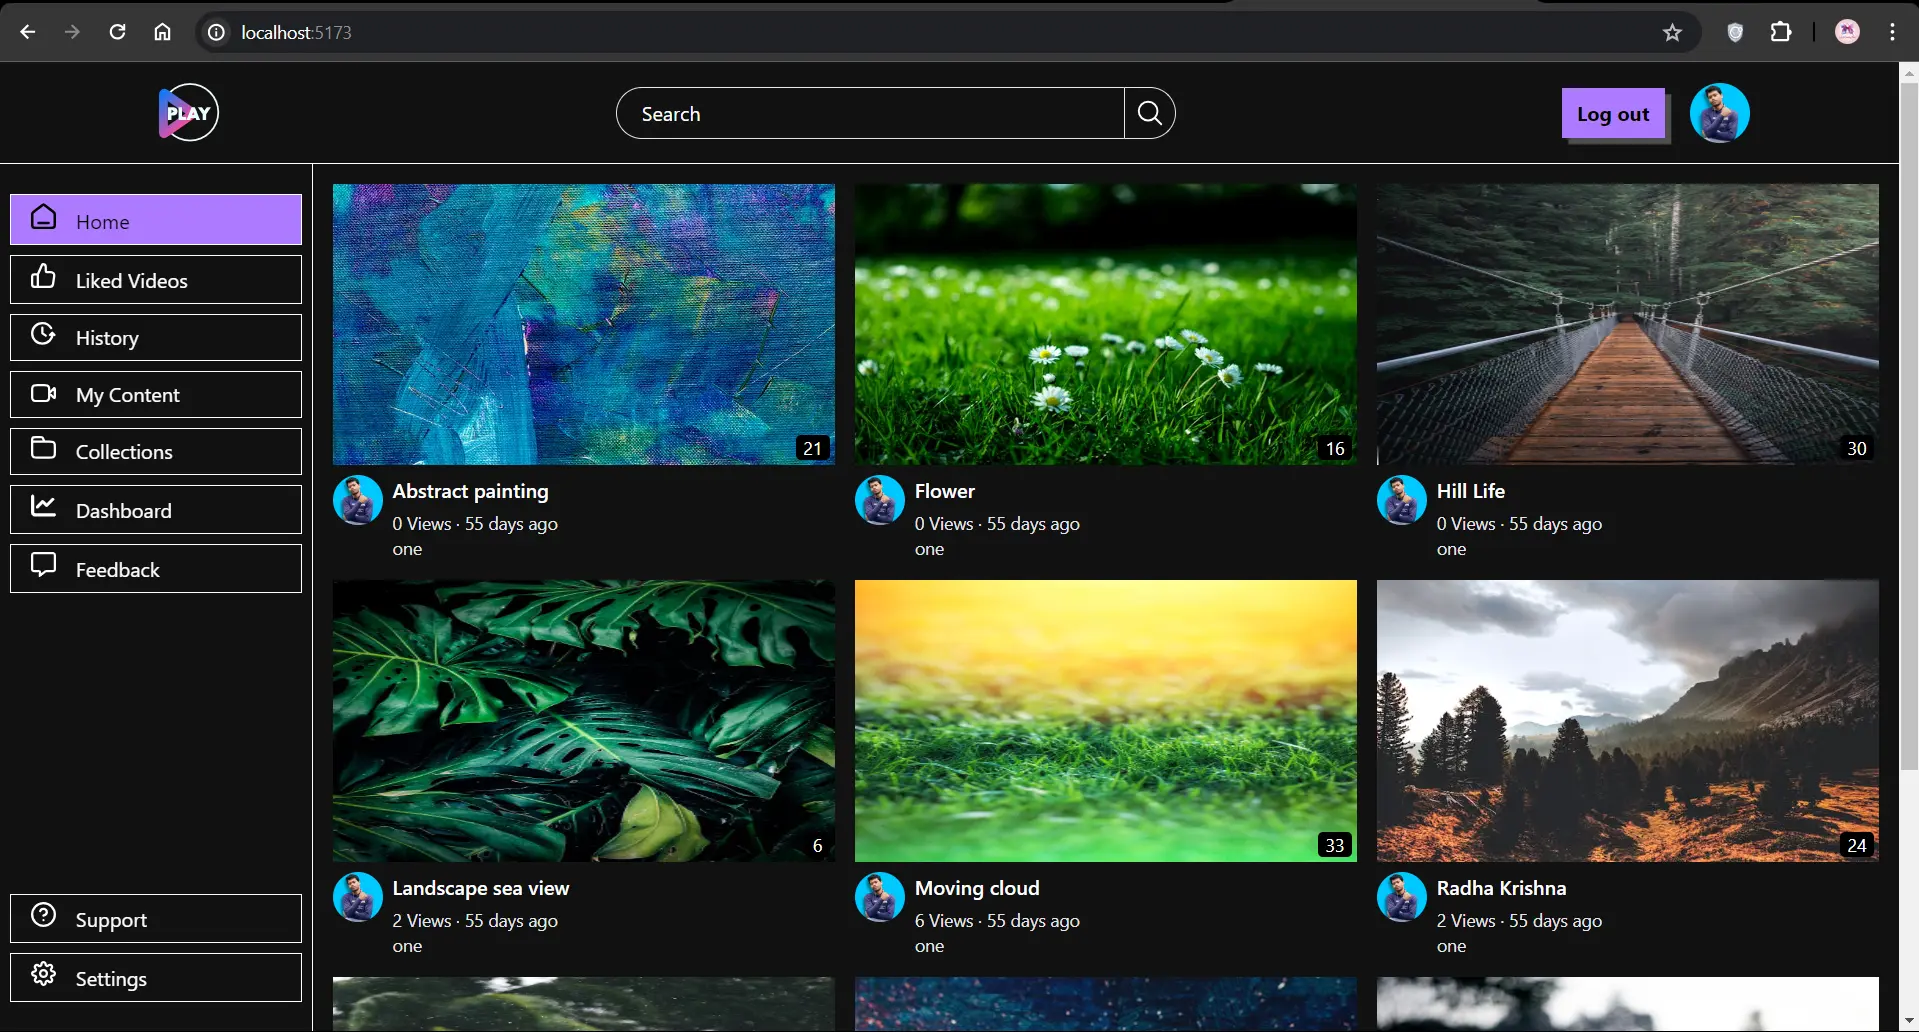 localhost:5173
PLAY
Search
Log out
Home
Liked Videos
History
My Content
Collections
Dashboard
Feedback
Support
Settings
21
Abstract painting
0 Views · 55 days ago
one
16
Flower
0 Views · 55 days ago
one
30
Hill Life
0 Views · 55 days ago
one
6
Landscape sea view
2 Views · 55 days ago
one
33
Moving cloud
6 Views · 55 days ago
one
24
Radha Krishna
2 Views · 55 days ago
one